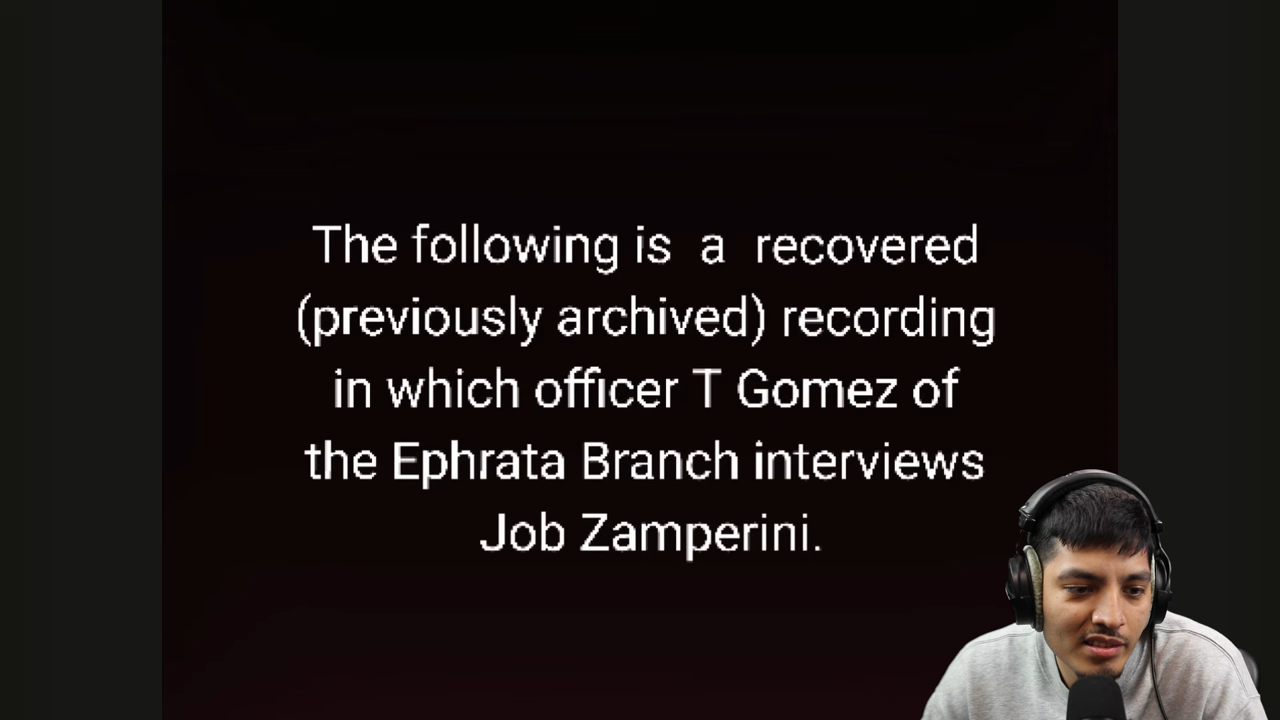 The following is a recovered
(previously archived) recording
in which officer T Gomez of
the Ephrata Branch interviews
Job Zamperini.